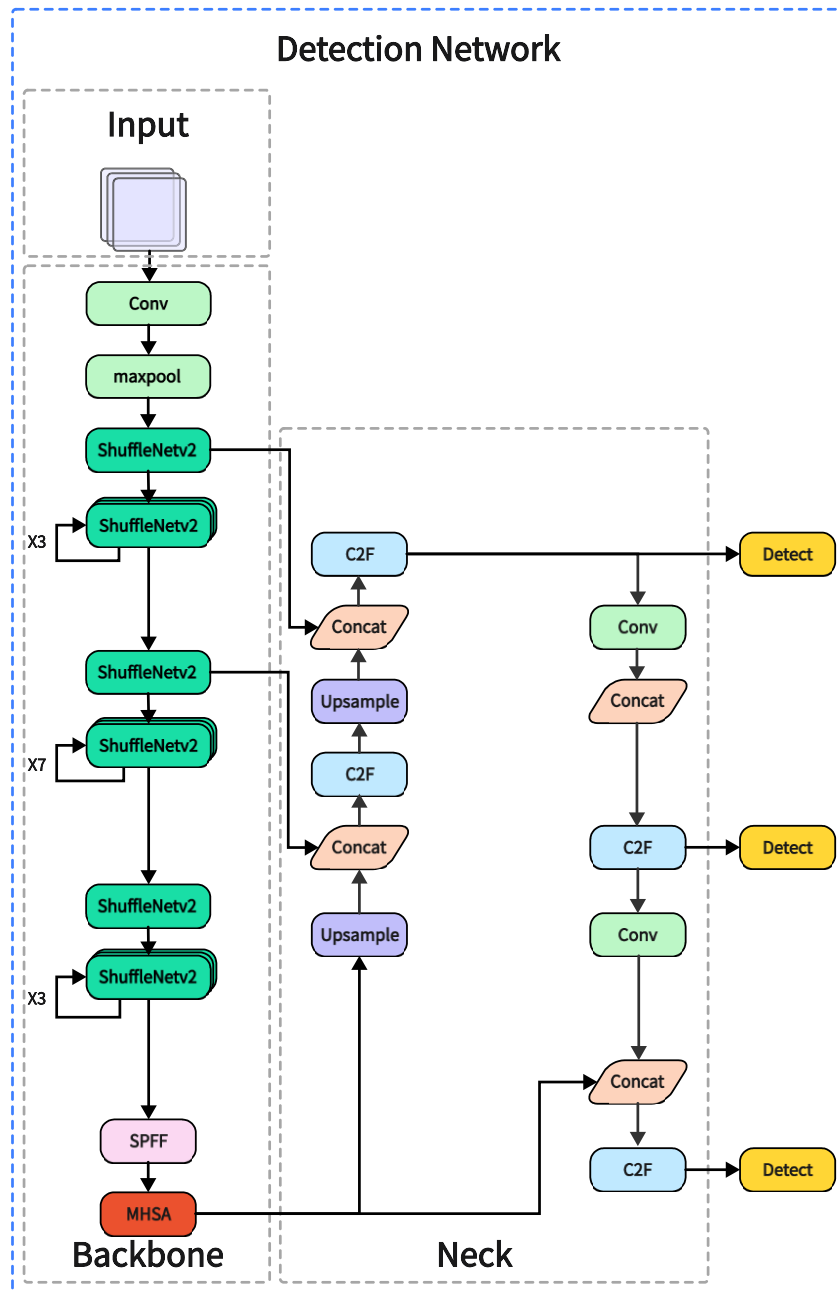 Detection Network
Input
Conv
maxpool
ShuffleNetv2
ShuffleNetv2
X3
ShuffleNetv2
ShuffleNetv2
X7
ShuffleNetv2
ShuffleNetv2
X3
SPFF
MHSA
Backbone
C2F
Concat
Upsample
C2F
Concat
Upsample
Neck
Conv
Concat
C2F
Conv
Concat
C2F
Detect
Detect
Detect